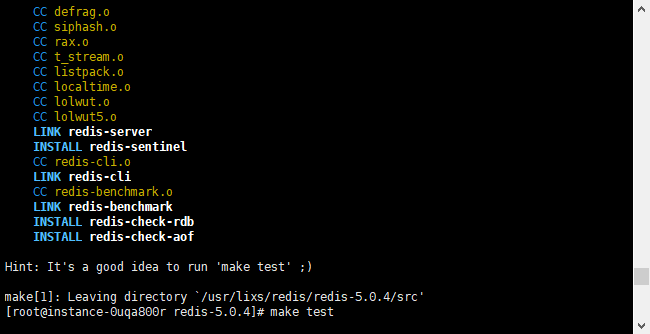 CC defrag.o
CC siphash.o
CC rax.o
CC t_stream.o
CC listpack.o
CC localtime.o
CC lolwut.o
CC lolwut5.o
LINK redis-server
INSTALL redis-sentinel
CC redis-cli.o
LINK redis-cli
CC redis-benchmark.o
LINK redis-benchmark
INSTALL redis-check-rdb
INSTALL redis-check-aof
Hint: It's a good idea to run 'make test' ;)
make[1]: Leaving directory `/usr/lixs/redis/redis-5.0.4/src'
[root@instance-0uqa800r redis-5.0.4]# make test